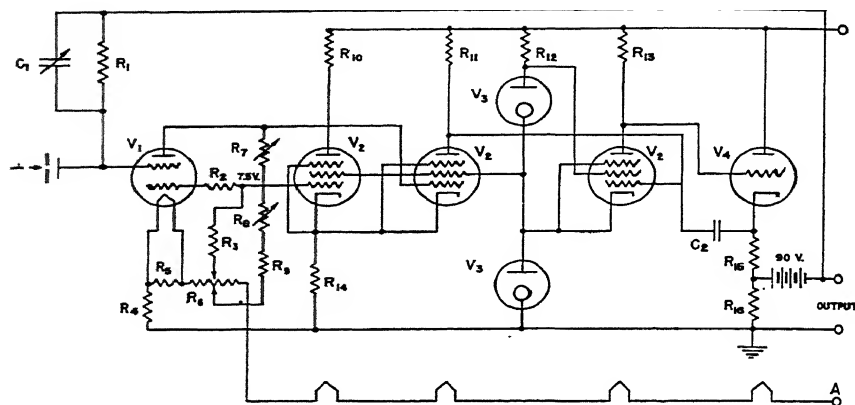 C1
R1
R10
R11
R12
R13
V3
V1
R7
V2
V2
V2
V4
i
R2
7.5V.
R8
R3
C2
R5
R9
V3
R15
90 V.
R4
R6
R14
R16
OUTPUT
A